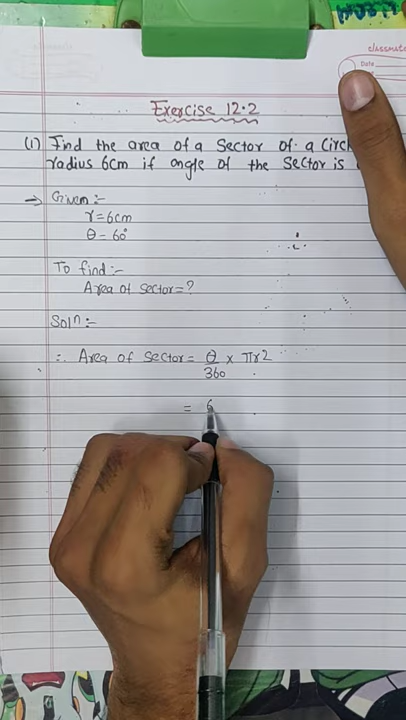 classmate
Date
Exercise 12.2
(1) Find the area of a Sector of a
radius 6cm if angle of the sector is
→ Given :-
r = 6cm
θ = 60°
To find :-
Area of sector = ?
Solⁿ :-
∴ Area of sector = θ/360 × πr2
= 6